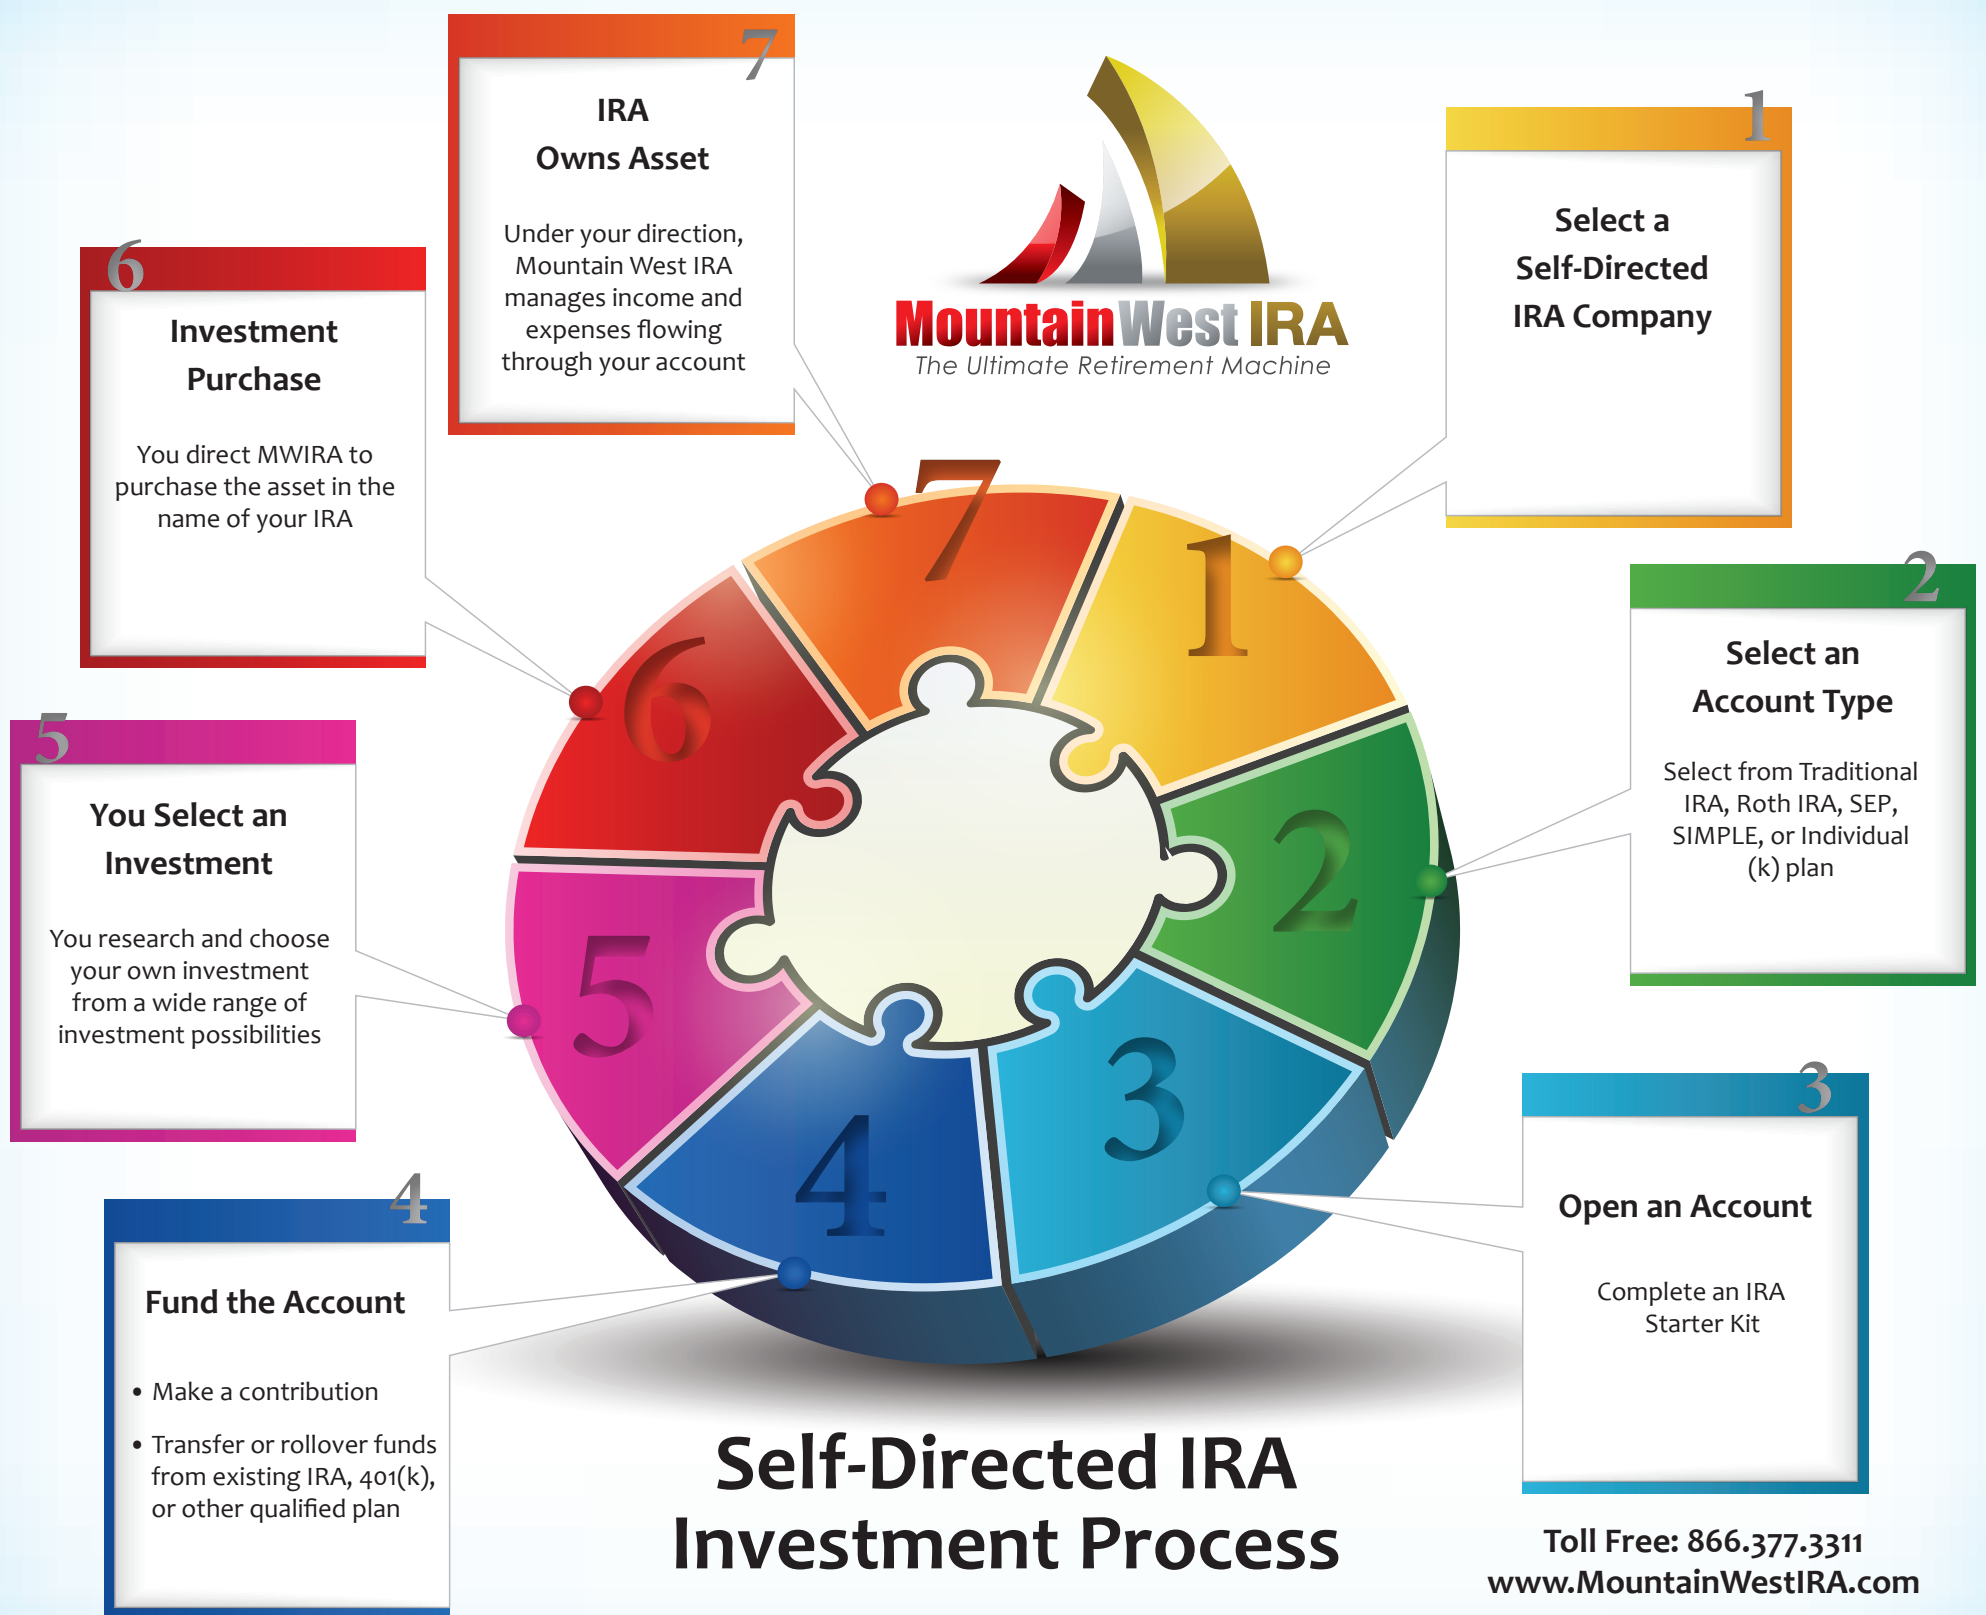 7
IRA
Owns Asset
Under your direction,
Mountain West IRA
manages income and
expenses flowing
through your account
MountainWest IRA
The Ultimate Retirement Machine
1
Select a
Self-Directed
IRA Company
6
Investment
Purchase
You direct MWIRA to
purchase the asset in the
name of your IRA
2
Select an
Account Type
Select from Traditional
IRA, Roth IRA, SEP,
SIMPLE, or Individual
(k) plan
5
You Select an
Investment
You research and choose
your own investment
from a wide range of
investment possibilities
7
1
6
2
5
3
4
3
Open an Account
Complete an IRA
Starter Kit
4
Fund the Account
• Make a contribution
• Transfer or rollover funds
from existing IRA, 401(k),
or other qualified plan
Self-Directed IRA
Investment Process
Toll Free: 866.377.3311
www.MountainWestIRA.com